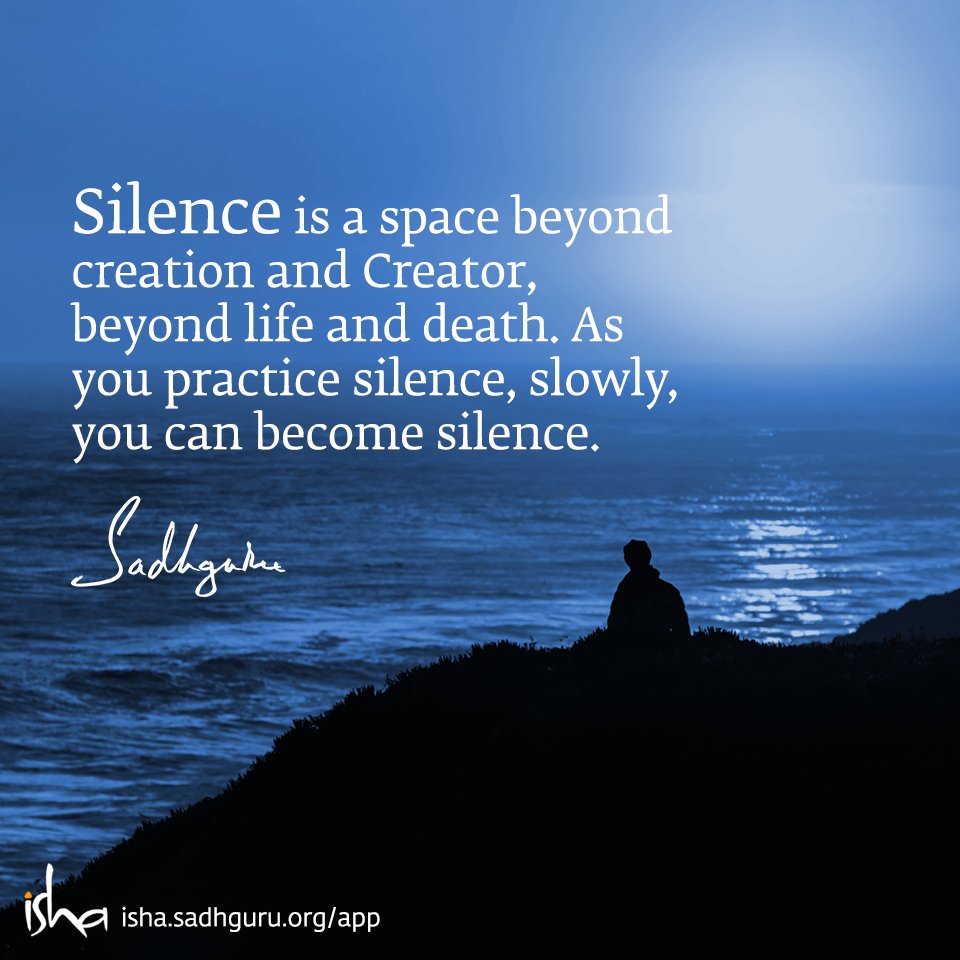 Silence is a space beyond
creation and Creator,
beyond life and death. As
you practice silence, slowly,
you can become silence.
Sadhguru
isha isha.sadhguru.org/app